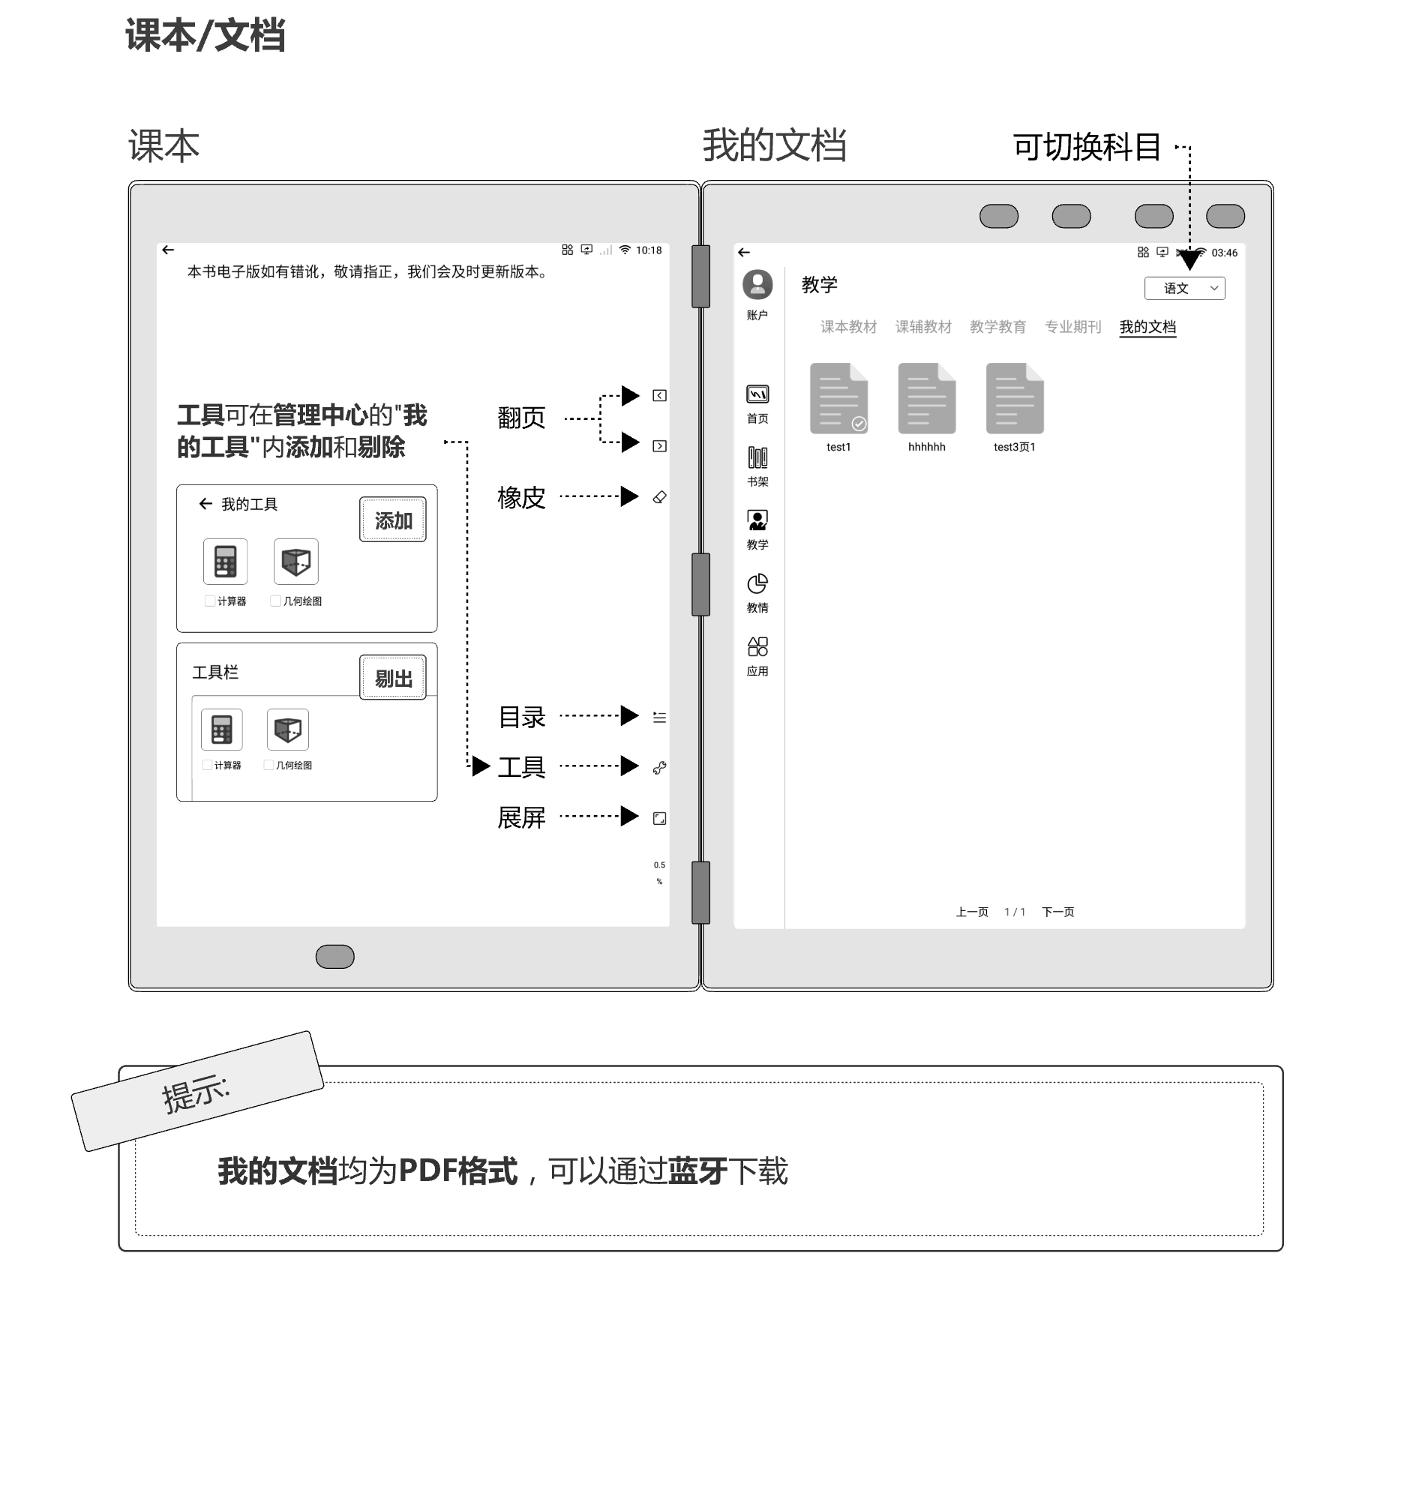 课本/文档
课本
我的文档
可切换科目
10:18
本书电子版如有错讹，敬请指正，我们会及时更新版本。
工具可在管理中心的"我
的工具"内添加和剔除
我的工具
添加
计算器
几何绘图
工具栏
剔出
计算器
几何绘图
翻页
橡皮
目录
工具
展屏
0.5
%
03:46
账户
教学
语文
课本教材
课辅教材
教学教育
专业期刊
我的文档
test1
hhhhhh
test3页1
首页
书架
教学
教情
应用
上一页 1 / 1 下一页
提示:
我的文档均为PDF格式，可以通过蓝牙下载